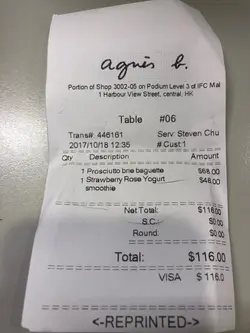 agnès b.
Portion of Shop 3002-05 on Podium Level 3 of IFC Mal
1 Harbour View Street, central, HK
Table #06
Trans# 446161 Serv: Steven Chu
2017/10/18 12:35 # Cust 1
Qty Description Amount
1 Prosciutto brie baguette $68.00
1 Strawberry Rose Yogurt $48.00
smoothie
Net Total: $116.00
S.C.: $0.00
Round $0.00
Total: $116.00
VISA $ 116.0
<-REPRINTED->